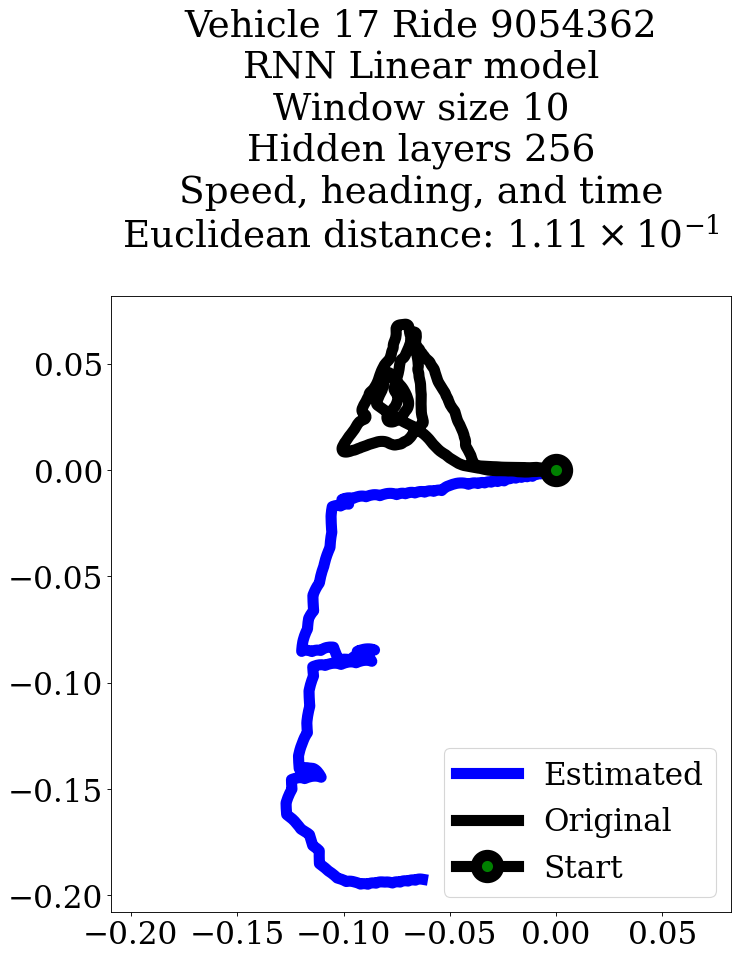 Vehicle 17 Ride 9054362
RNN Linear model
Window size 10
Hidden layers 256
Speed, heading, and time
Euclidean distance: 1.11 × 10⁻¹
0.05
0.00
−0.05
−0.10
−0.15
−0.20
Estimated
Original
Start
−0.20 −0.15 −0.10 −0.05 0.00 0.05